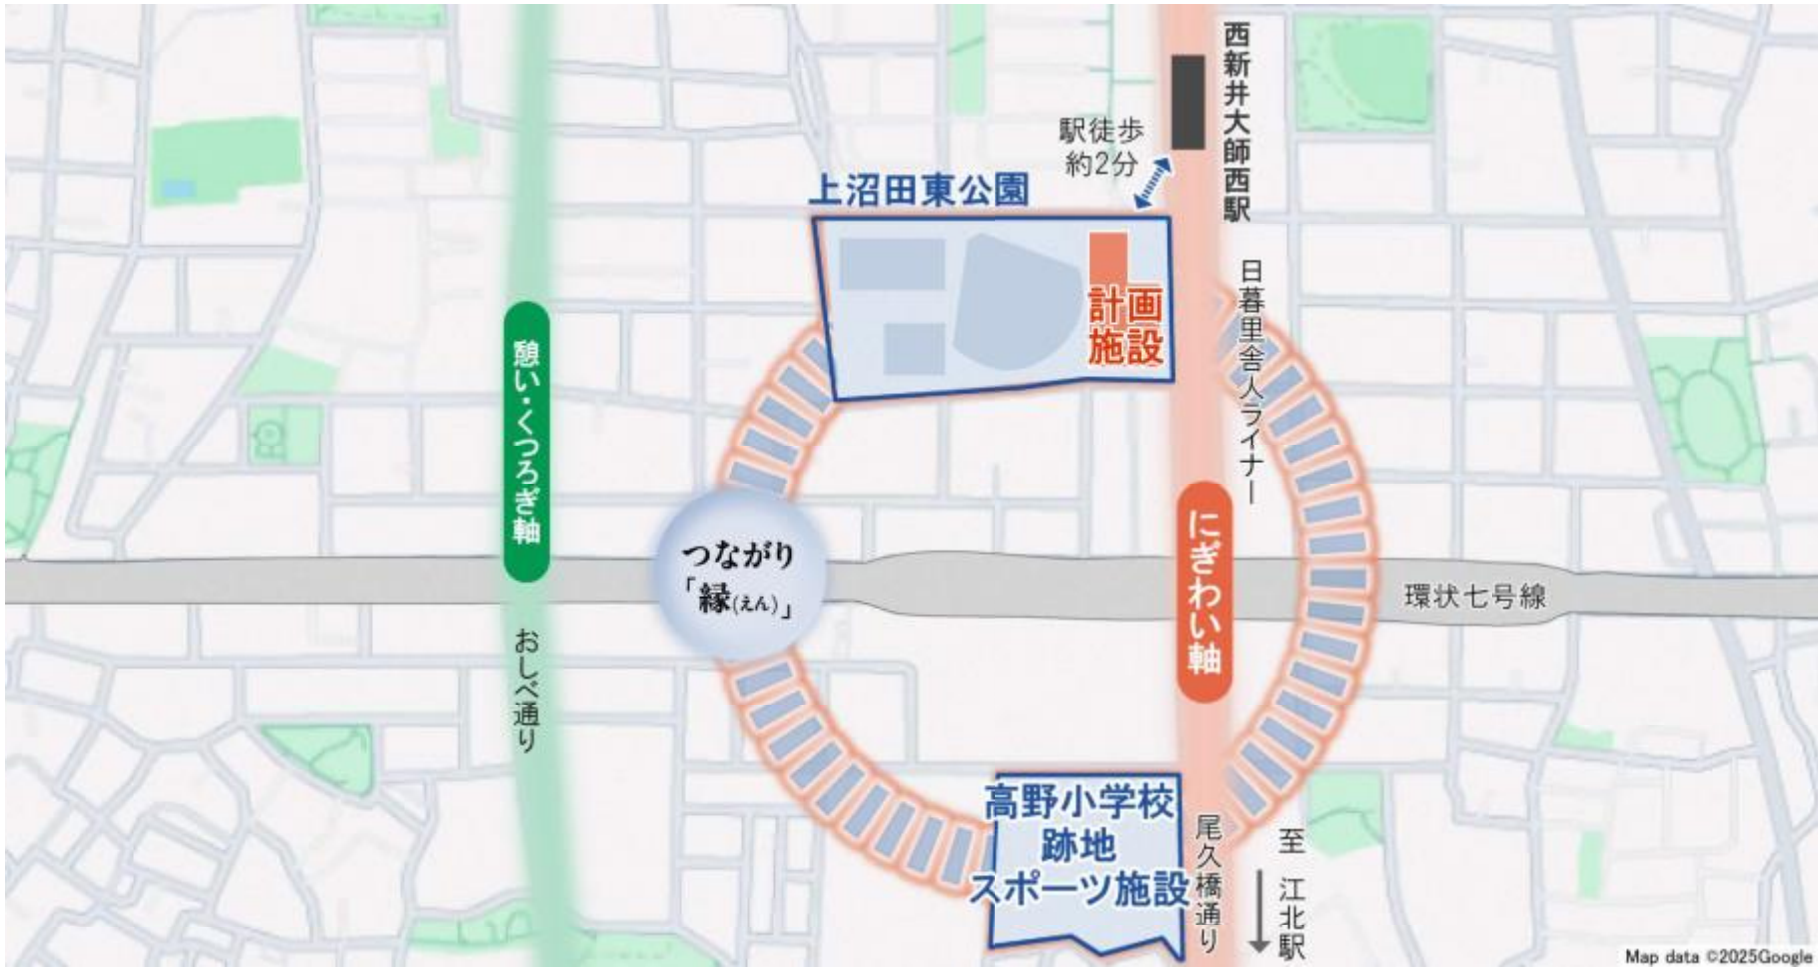 西新井大師西駅
駅徒歩
約2分
上沼田東公園
計画
施設
日暮里舎人ライナー
憩い・くつろぎ軸
にぎわい軸
つながり
「縁(えん)」
環状七号線
おしべ通り
高野小学校
跡地
スポーツ施設
尾久橋通り
至 江北駅
Map data ©2025Google